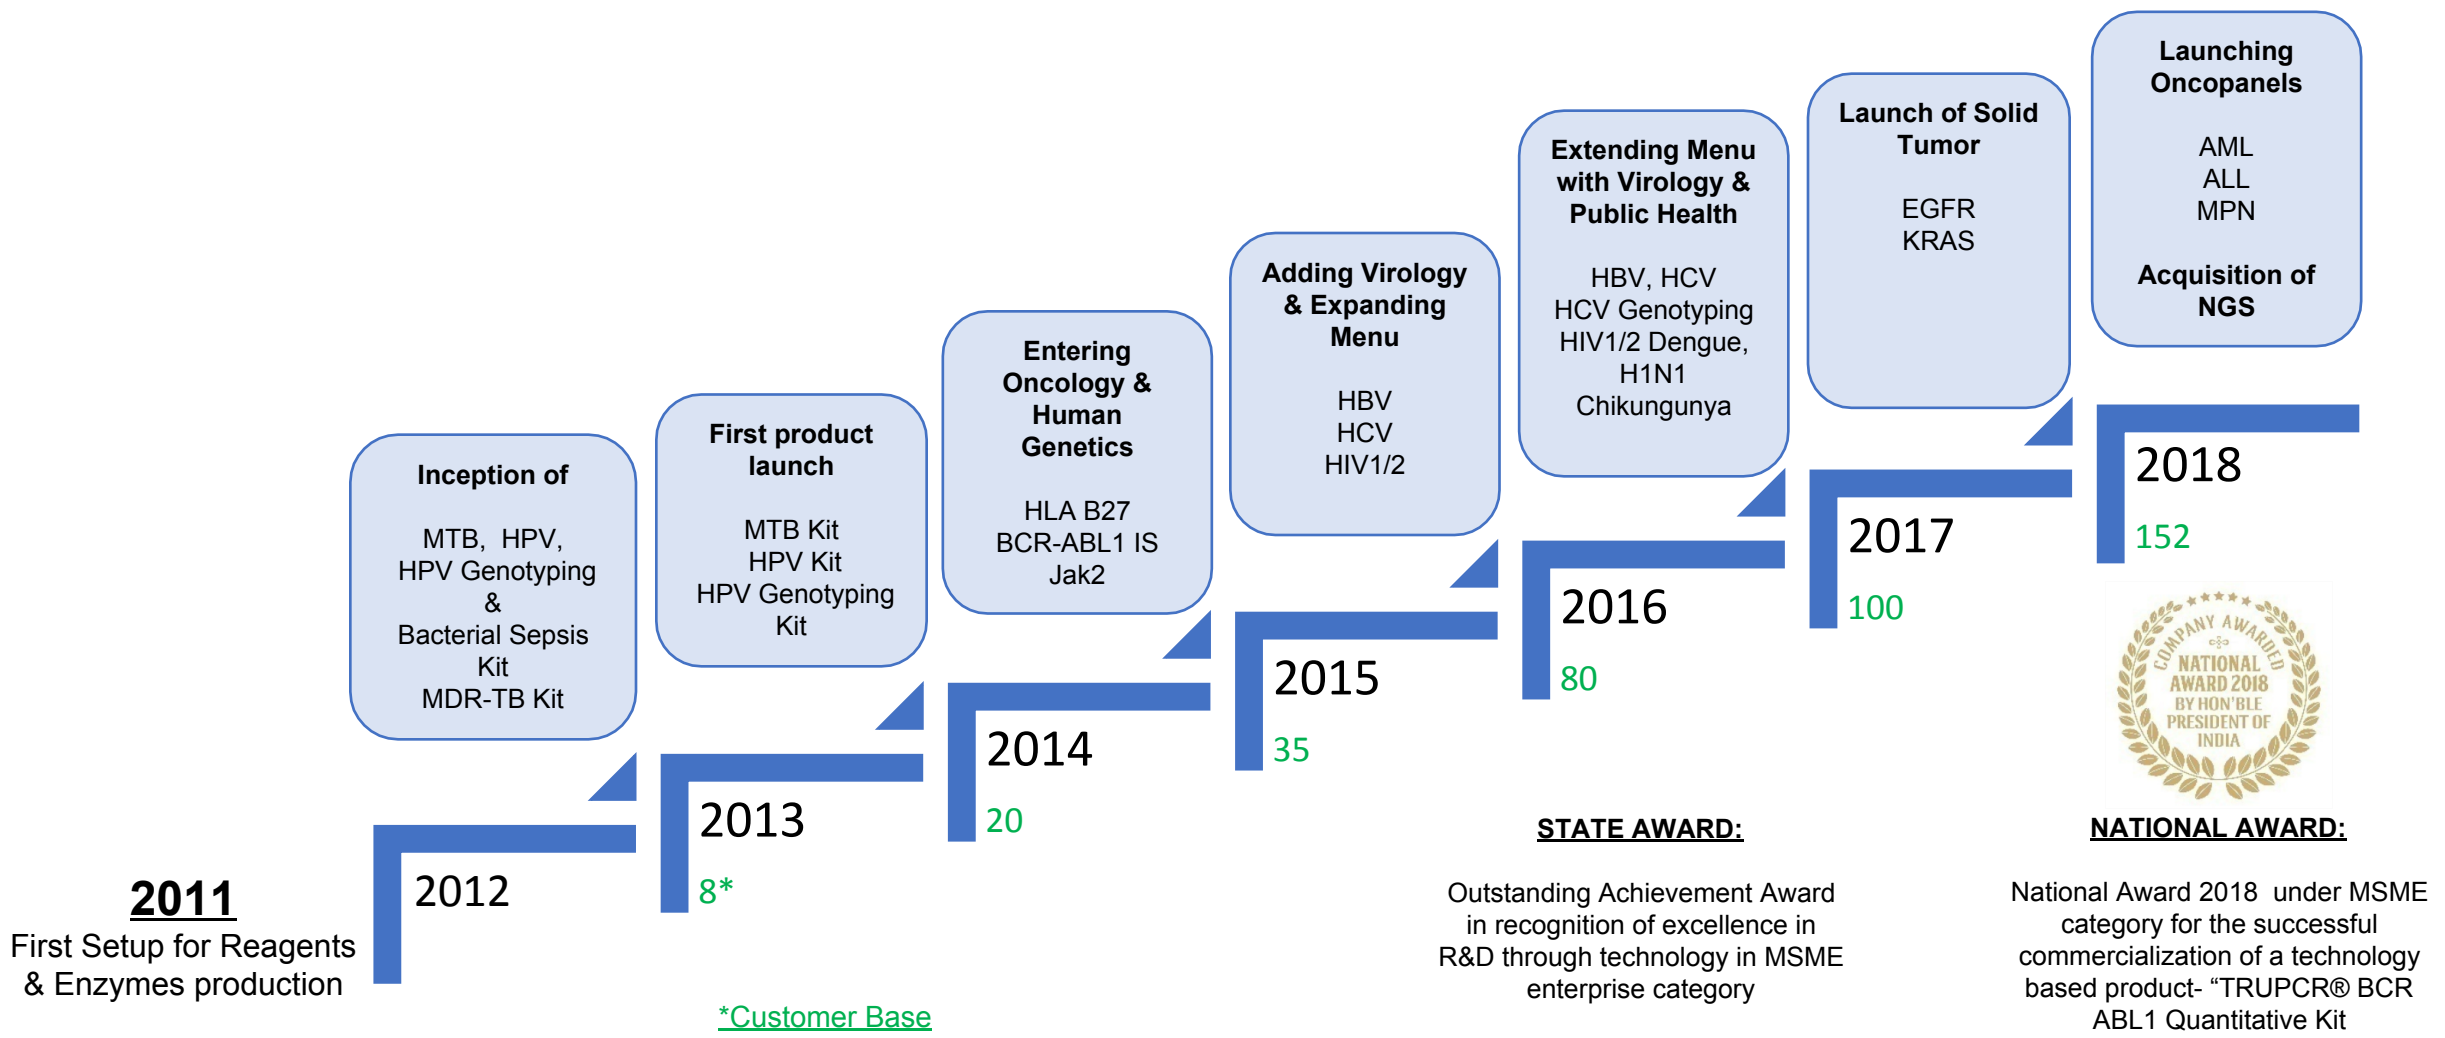 2011
First Setup for Reagents
& Enzymes production
Inception of
MTB, HPV,
HPV Genotyping
&
Bacterial Sepsis
Kit
MDR-TB Kit
2012
First product
launch
MTB Kit
HPV Kit
HPV Genotyping
Kit
2013
8*
Entering
Oncology &
Human
Genetics
HLA B27
BCR-ABL1 IS
Jak2
2014
20
Adding Virology
& Expanding
Menu
HBV
HCV
HIV1/2
2015
35
Extending Menu
with Virology &
Public Health
HBV, HCV
HCV Genotyping
HIV1/2 Dengue,
H1N1
Chikungunya
2016
80
Launch of Solid
Tumor
EGFR
KRAS
2017
100
Launching
Oncopanels
AML
ALL
MPN
Acquisition of
NGS
2018
152
COMPANY AWARDED
NATIONAL
AWARD 2018
BY HON'BLE
PRESIDENT OF
INDIA
STATE AWARD:
Outstanding Achievement Award
in recognition of excellence in
R&D through technology in MSME
enterprise category
NATIONAL AWARD:
National Award 2018 under MSME
category for the successful
commercialization of a technology
based product- “TRUPCR® BCR
ABL1 Quantitative Kit
*Customer Base